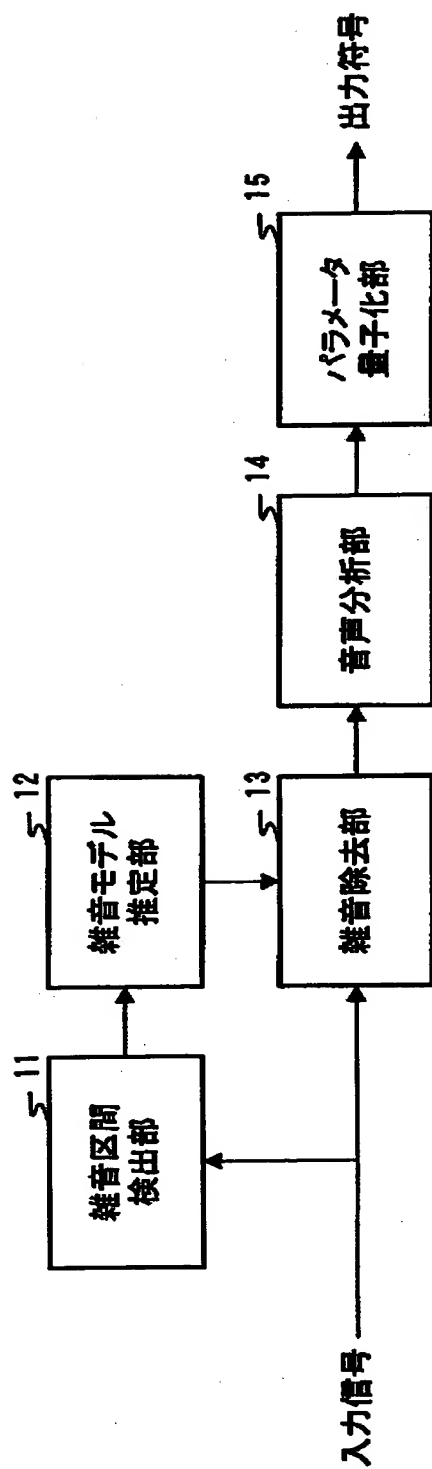 入力信号
11
雑音区間
検出部
12
雑音モデル
推定部
13
雑音除去部
14
音声分析部
15
パラメータ
量子化部
出力符号